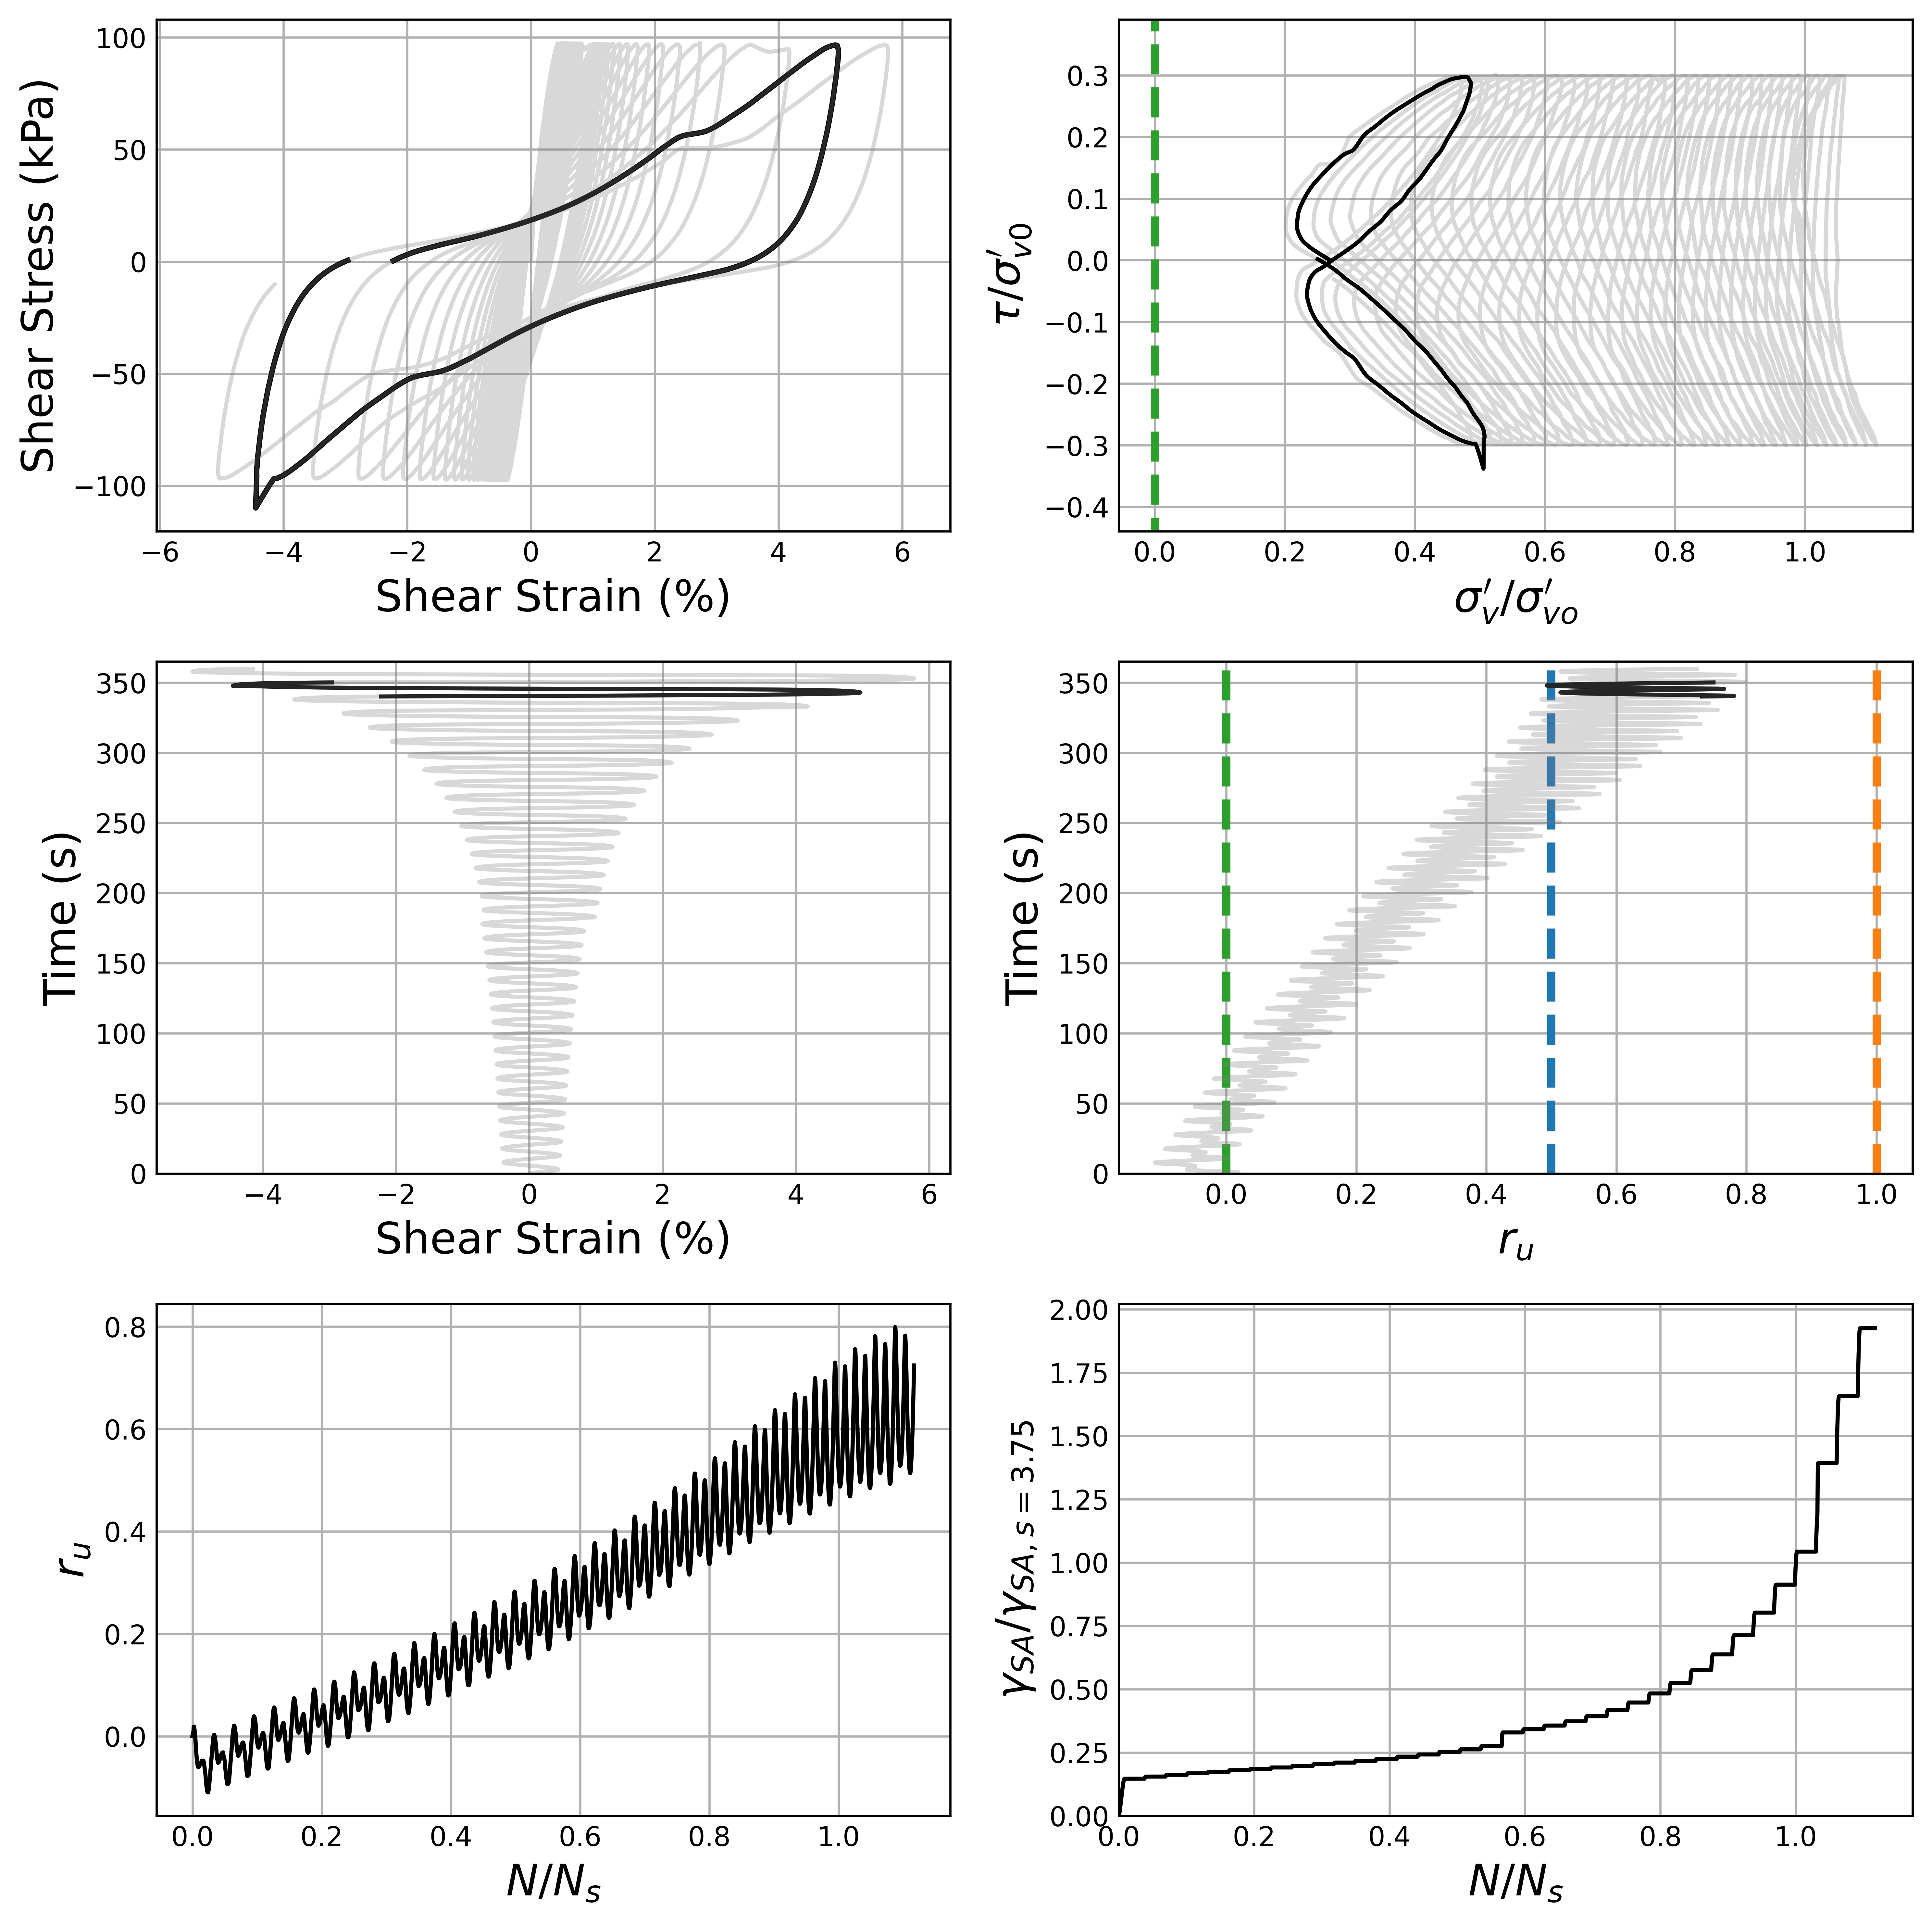 100
50
0
−50
−100
Shear Stress (kPa)
−6 −4 −2 0 2 4 6
Shear Strain (%)
0.3
0.2
0.1
0.0
−0.1
−0.2
−0.3
−0.4
τ/σ′v0
0.0 0.2 0.4 0.6 0.8 1.0
σ′v/σ′vo
350
300
250
200
150
100
50
0
Time (s)
−4 −2 0 2 4 6
Shear Strain (%)
350
300
250
200
150
100
50
0
Time (s)
0.0 0.2 0.4 0.6 0.8 1.0
ru
0.8
0.6
0.4
0.2
0.0
ru
0.0 0.2 0.4 0.6 0.8 1.0
N/Ns
2.00
1.75
1.50
1.25
1.00
0.75
0.50
0.25
0.00
γSA/γSA, s = 3.75
0.0 0.2 0.4 0.6 0.8 1.0
N/Ns